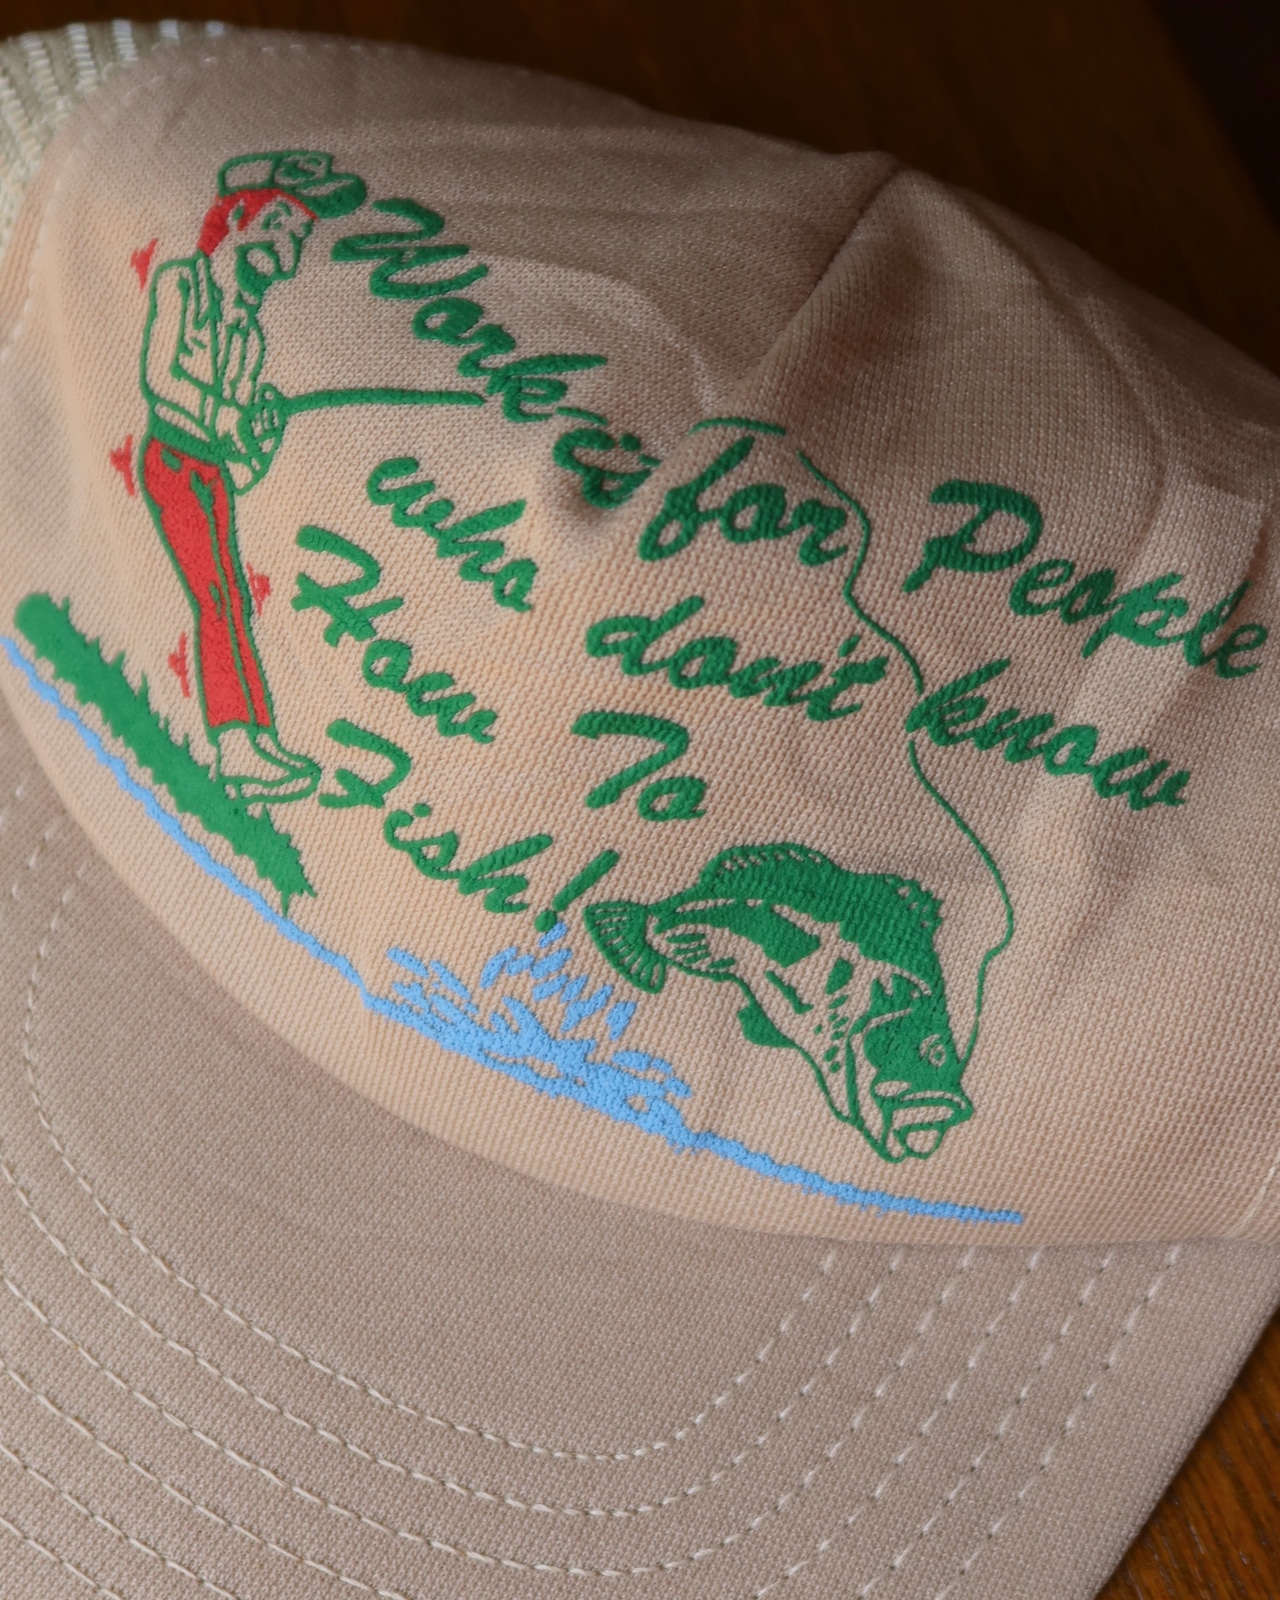 Work is for People
who don't know
How To
Fish!